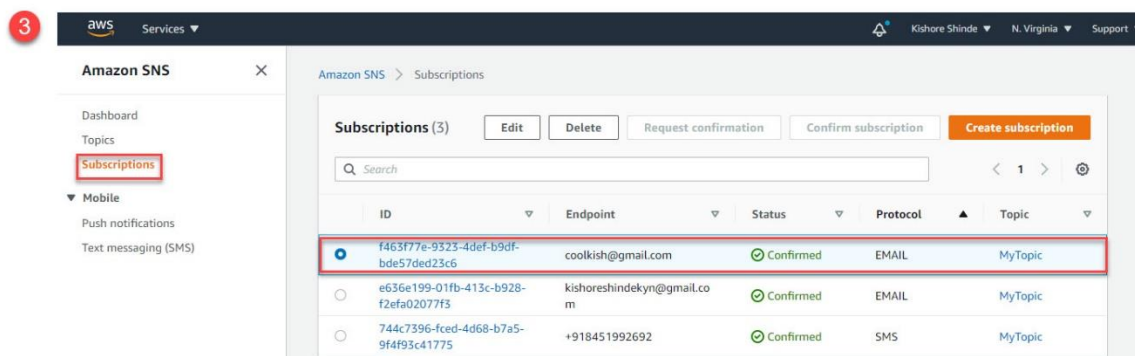 3
aws Services Kishore Shinde N. Virginia Support
Amazon SNS
Amazon SNS > Subscriptions
Dashboard
Topics
Subscriptions
Mobile
Push notifications
Text messaging (SMS)
Subscriptions (3) Edit Delete Request confirmation Confirm subscription Create subscription
Search
< 1 >
ID Endpoint Status Protocol Topic
f463f77e-9323-4def-b9df-
bde57ded23c6 coolkish@gmail.com Confirmed EMAIL MyTopic
e636e199-01fb-413c-b928-
f2efa02077f3 kishoreshindekyn@gmail.co
m Confirmed EMAIL MyTopic
744c7396-fced-4d68-b7a5-
9f4f93c41775 +918451992692 Confirmed SMS MyTopic